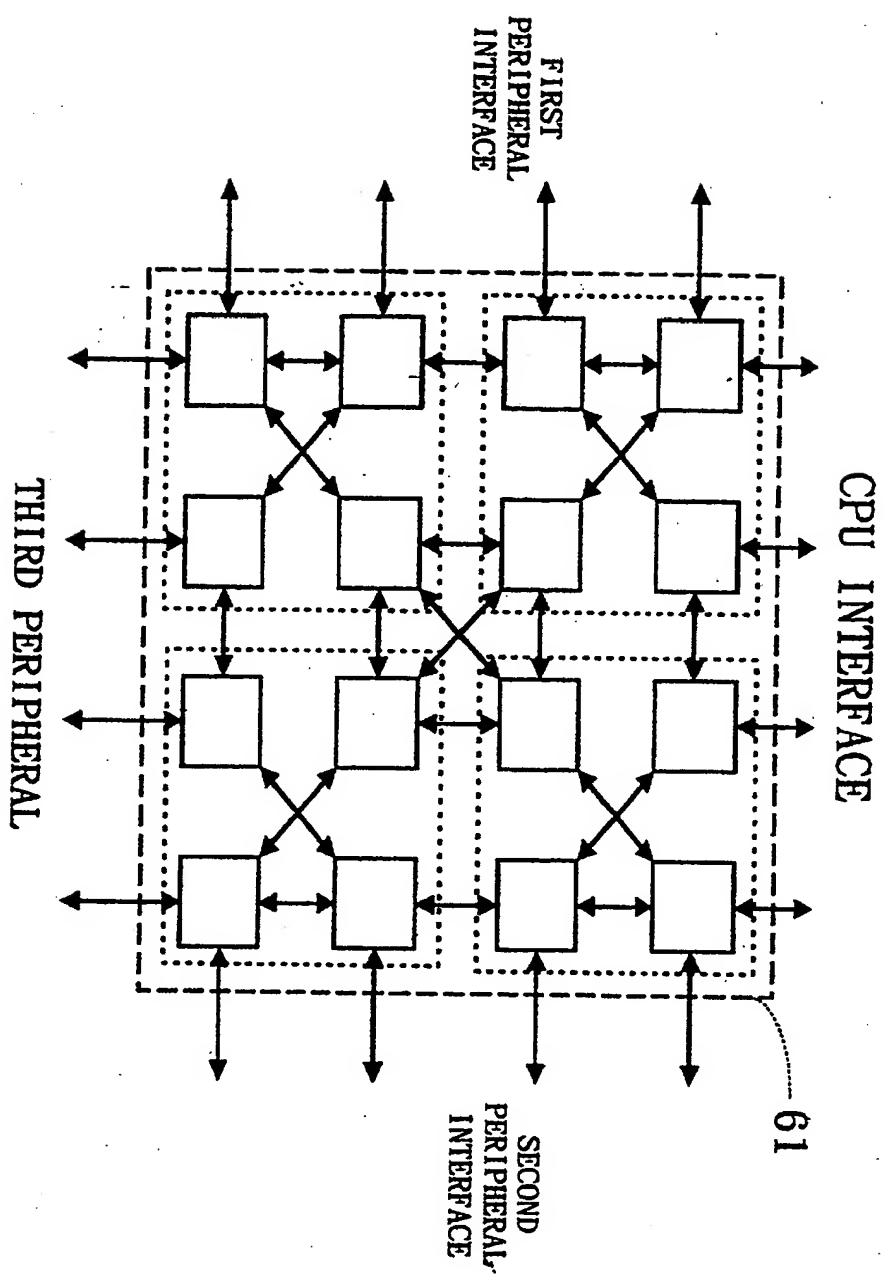 CPU INTERFACE
61
FIRST
PERIPHERAL
INTERFACE
SECOND
PERIPHERAL
INTERFACE
THIRD PERIPHERAL